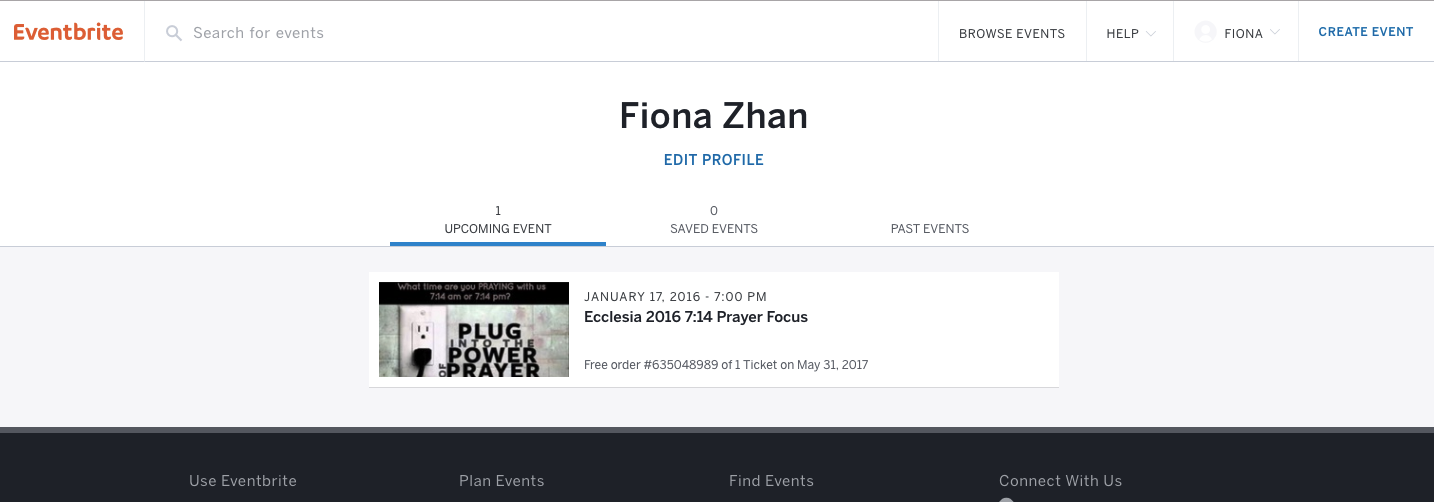 Eventbrite
Search for events
BROWSE EVENTS
HELP
FIONA
CREATE EVENT
Fiona Zhan
EDIT PROFILE
1
UPCOMING EVENT
0
SAVED EVENTS
PAST EVENTS
What time are you PRAYING with us
7:14 am or 7:14 pm?
PLUG
INTO THE
POWER
OF PRAYER
JANUARY 17, 2016 - 7:00 PM
Ecclesia 2016 7:14 Prayer Focus
Free order #635048989 of 1 Ticket on May 31, 2017
Use Eventbrite
Plan Events
Find Events
Connect With Us